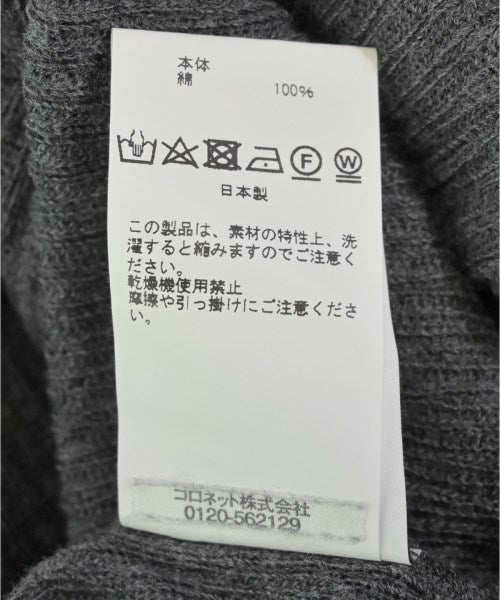 本体
綿 100%
F W
日本製
この製品は、素材の特性上、洗
濯すると縮みますのでご注意く
ださい。
乾燥機使用禁止
摩擦や引っ掛けにご注意くださ
い。
コロネット株式会社
0120-562129